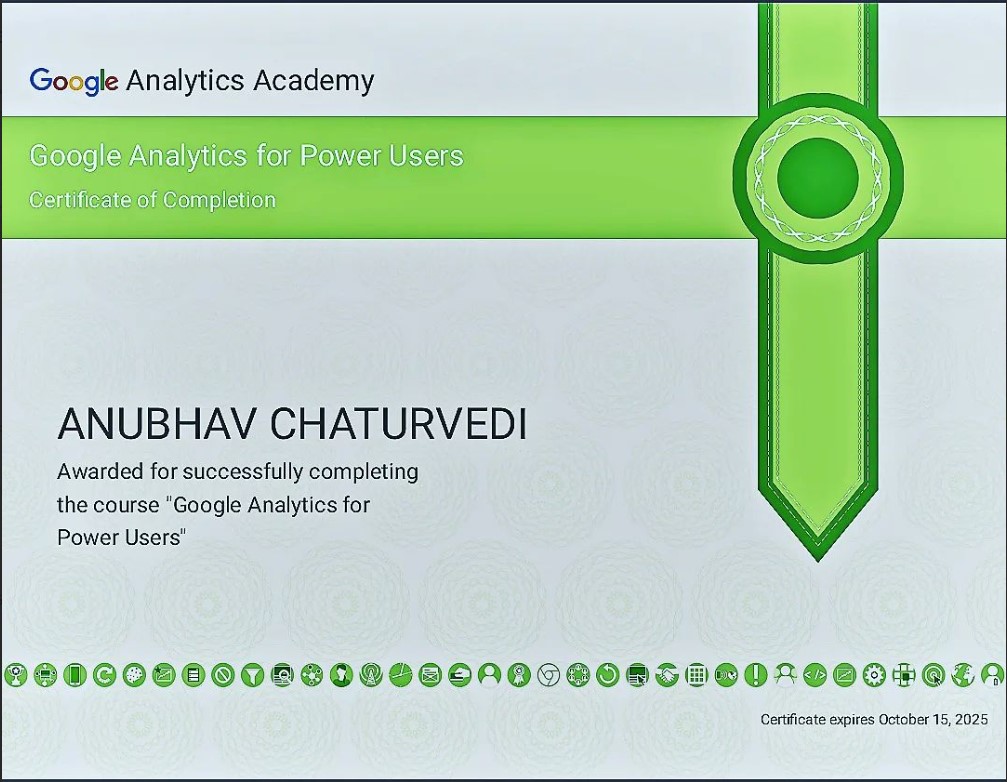 Google Analytics Academy
Google Analytics for Power Users
Certificate of Completion
ANUBHAV CHATURVEDI
Awarded for successfully completing
the course "Google Analytics for
Power Users"
Certificate expires October 15, 2025